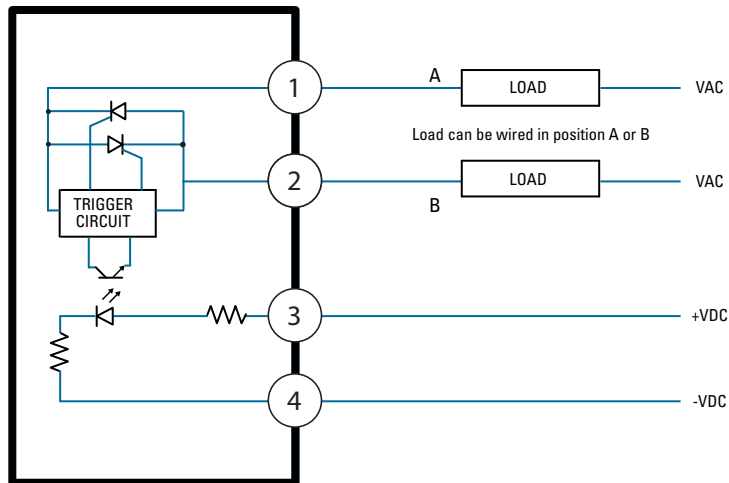 1
A
LOAD
VAC
Load can be wired in position A or B
2
LOAD
VAC
B
TRIGGER
CIRCUIT
3
+VDC
4
-VDC